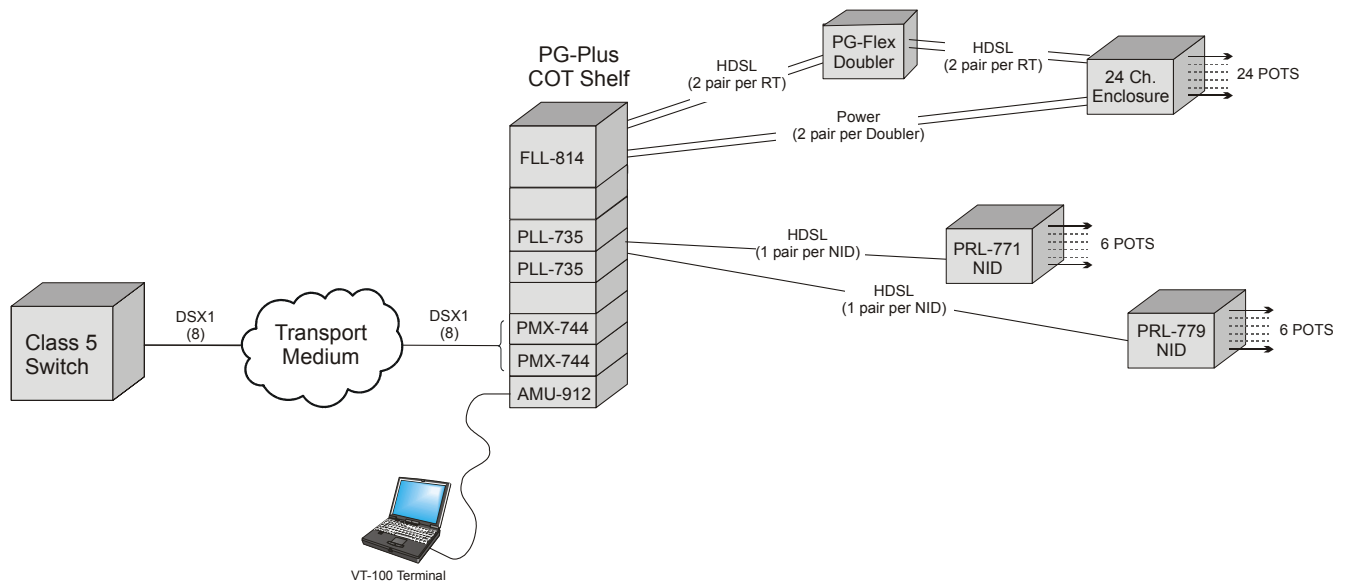 PG-Plus
COT Shelf
HDSL
(2 pair per RT)
PG-Flex
Doubler
HDSL
(2 pair per RT)
24 Ch.
Enclosure
24 POTS
Power
(2 pair per Doubler)
FLL-814
PLL-735
PLL-735
HDSL
(1 pair per NID)
PRL-771
NID
6 POTS
HDSL
(1 pair per NID)
PRL-779
NID
6 POTS
Class 5
Switch
DSX1
(8)
Transport
Medium
DSX1
(8)
PMX-744
PMX-744
AMU-912
VT-100 Terminal